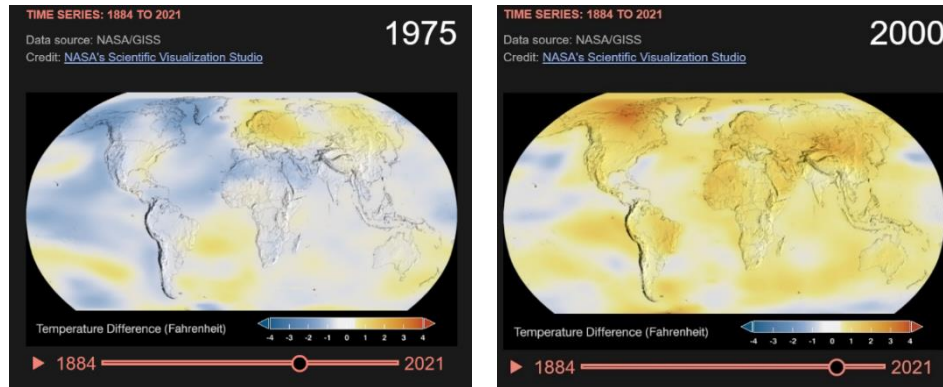 TIME SERIES: 1884 TO 2021
Data source: NASA/GISS
Credit: NASA's Scientific Visualization Studio
1975
Temperature Difference (Fahrenheit)
-4 -3 -2 -1 0 1 2 3 4
1884 2021
TIME SERIES: 1884 TO 2021
Data source: NASA/GISS
Credit: NASA's Scientific Visualization Studio
2000
Temperature Difference (Fahrenheit)
-4 -3 -2 -1 0 1 2 3 4
1884 2021